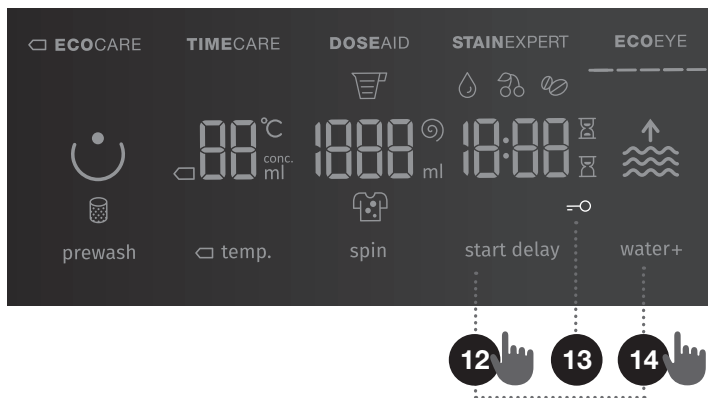 ECOCARE TIMECARE DOSEAID STAINEXPERT ECOEYE
88 °C conc. ml 1888 ml 18:88
prewash temp. spin start delay water+
12 13 14